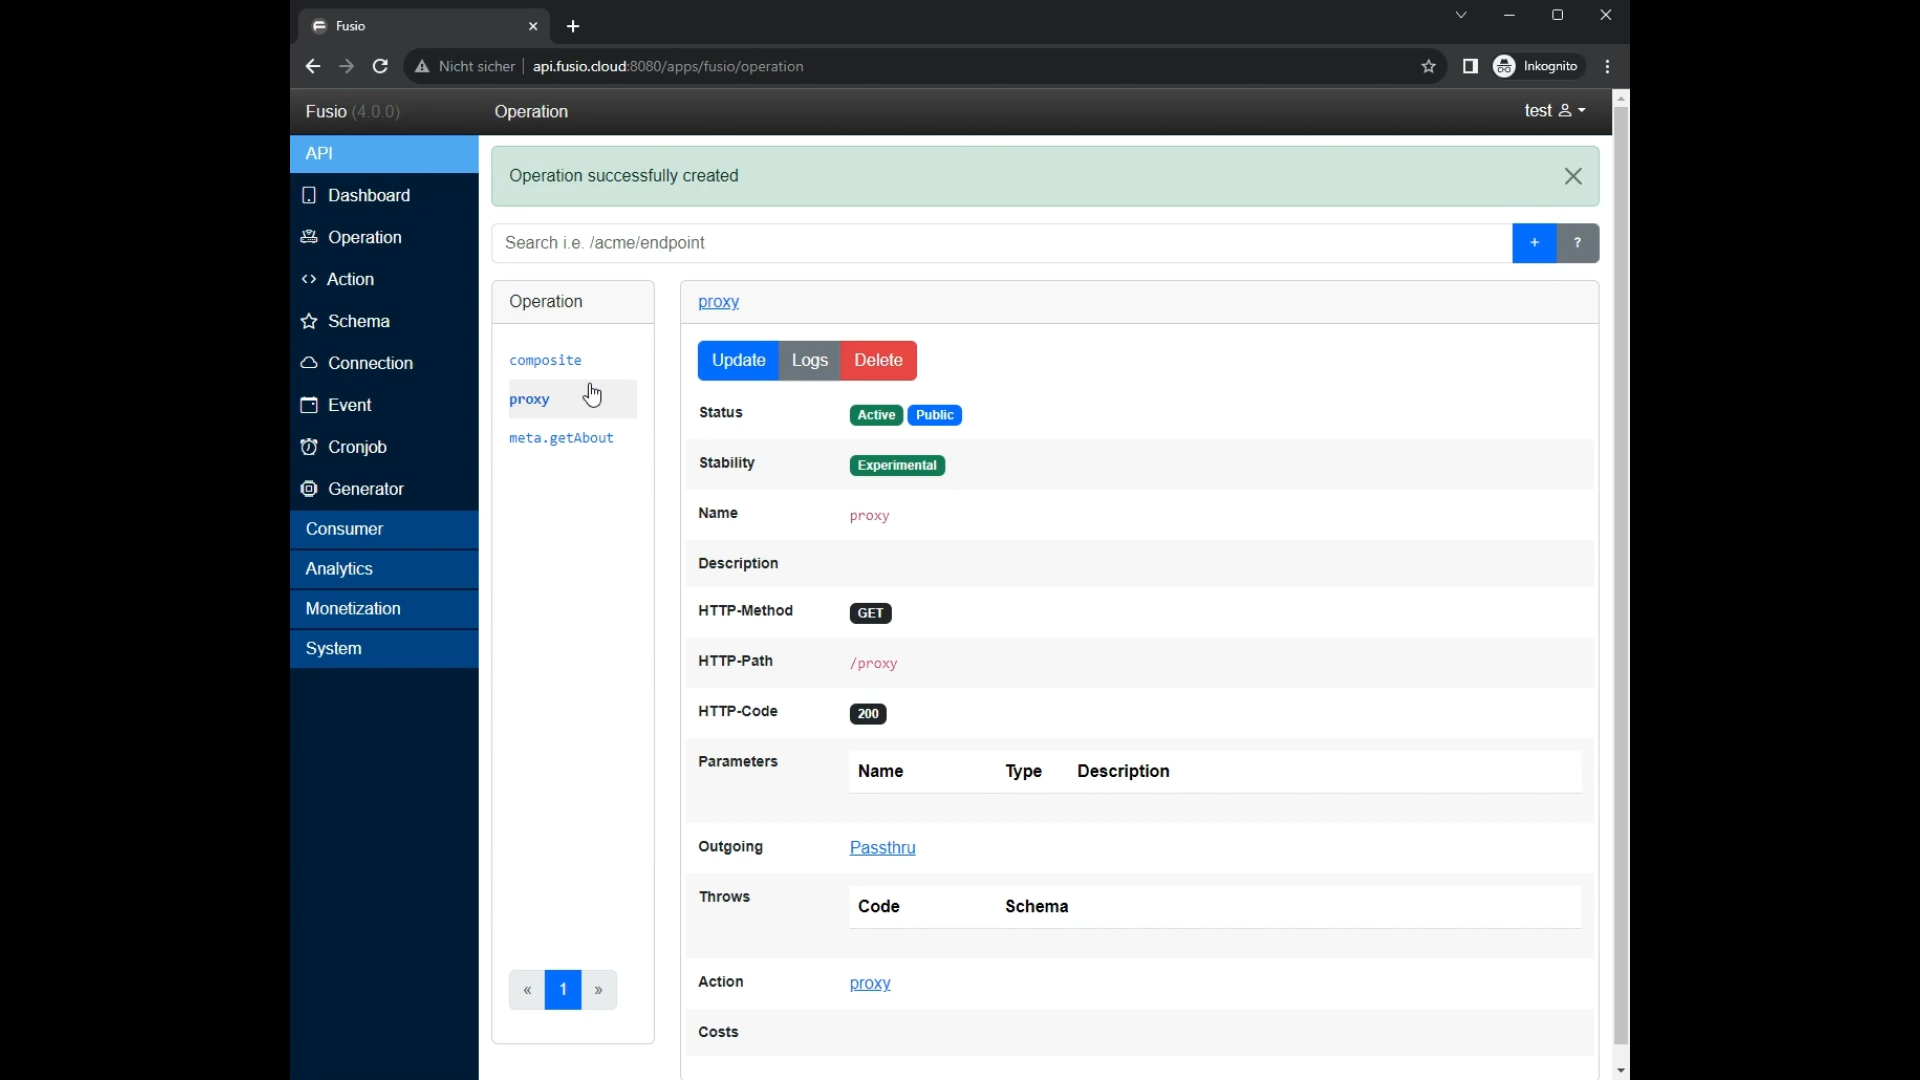 Fusio
Nicht sicher
api.fusio.cloud:8080/apps/fusio/operation
Inkognito
Fusio (4.0.0)
Operation
test
API
Dashboard
Operation
Action
Schema
Connection
Event
Cronjob
Generator
Consumer
Analytics
Monetization
System
Operation successfully created
Search i.e. /acme/endpoint
+
?
Operation
composite
proxy
meta.getAbout
« 1 »
proxy
Update Logs Delete
Status Active Public
Stability Experimental
Name proxy
Description
HTTP-Method GET
HTTP-Path /proxy
HTTP-Code 200
Parameters Name Type Description
Outgoing Passthru
Throws Code Schema
Action proxy
Costs